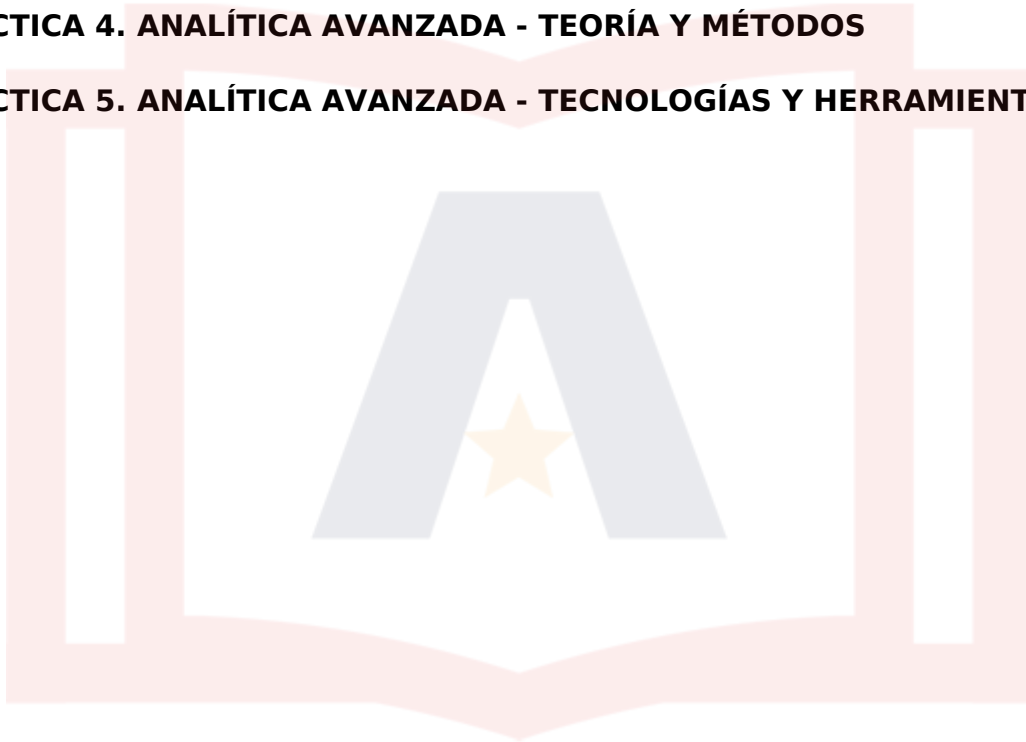 CTICA 4. ANALÍTICA AVANZADA - TEORÍA Y MÉTODOS
CTICA 5. ANALÍTICA AVANZADA - TECNOLOGÍAS Y HERRAMIENT